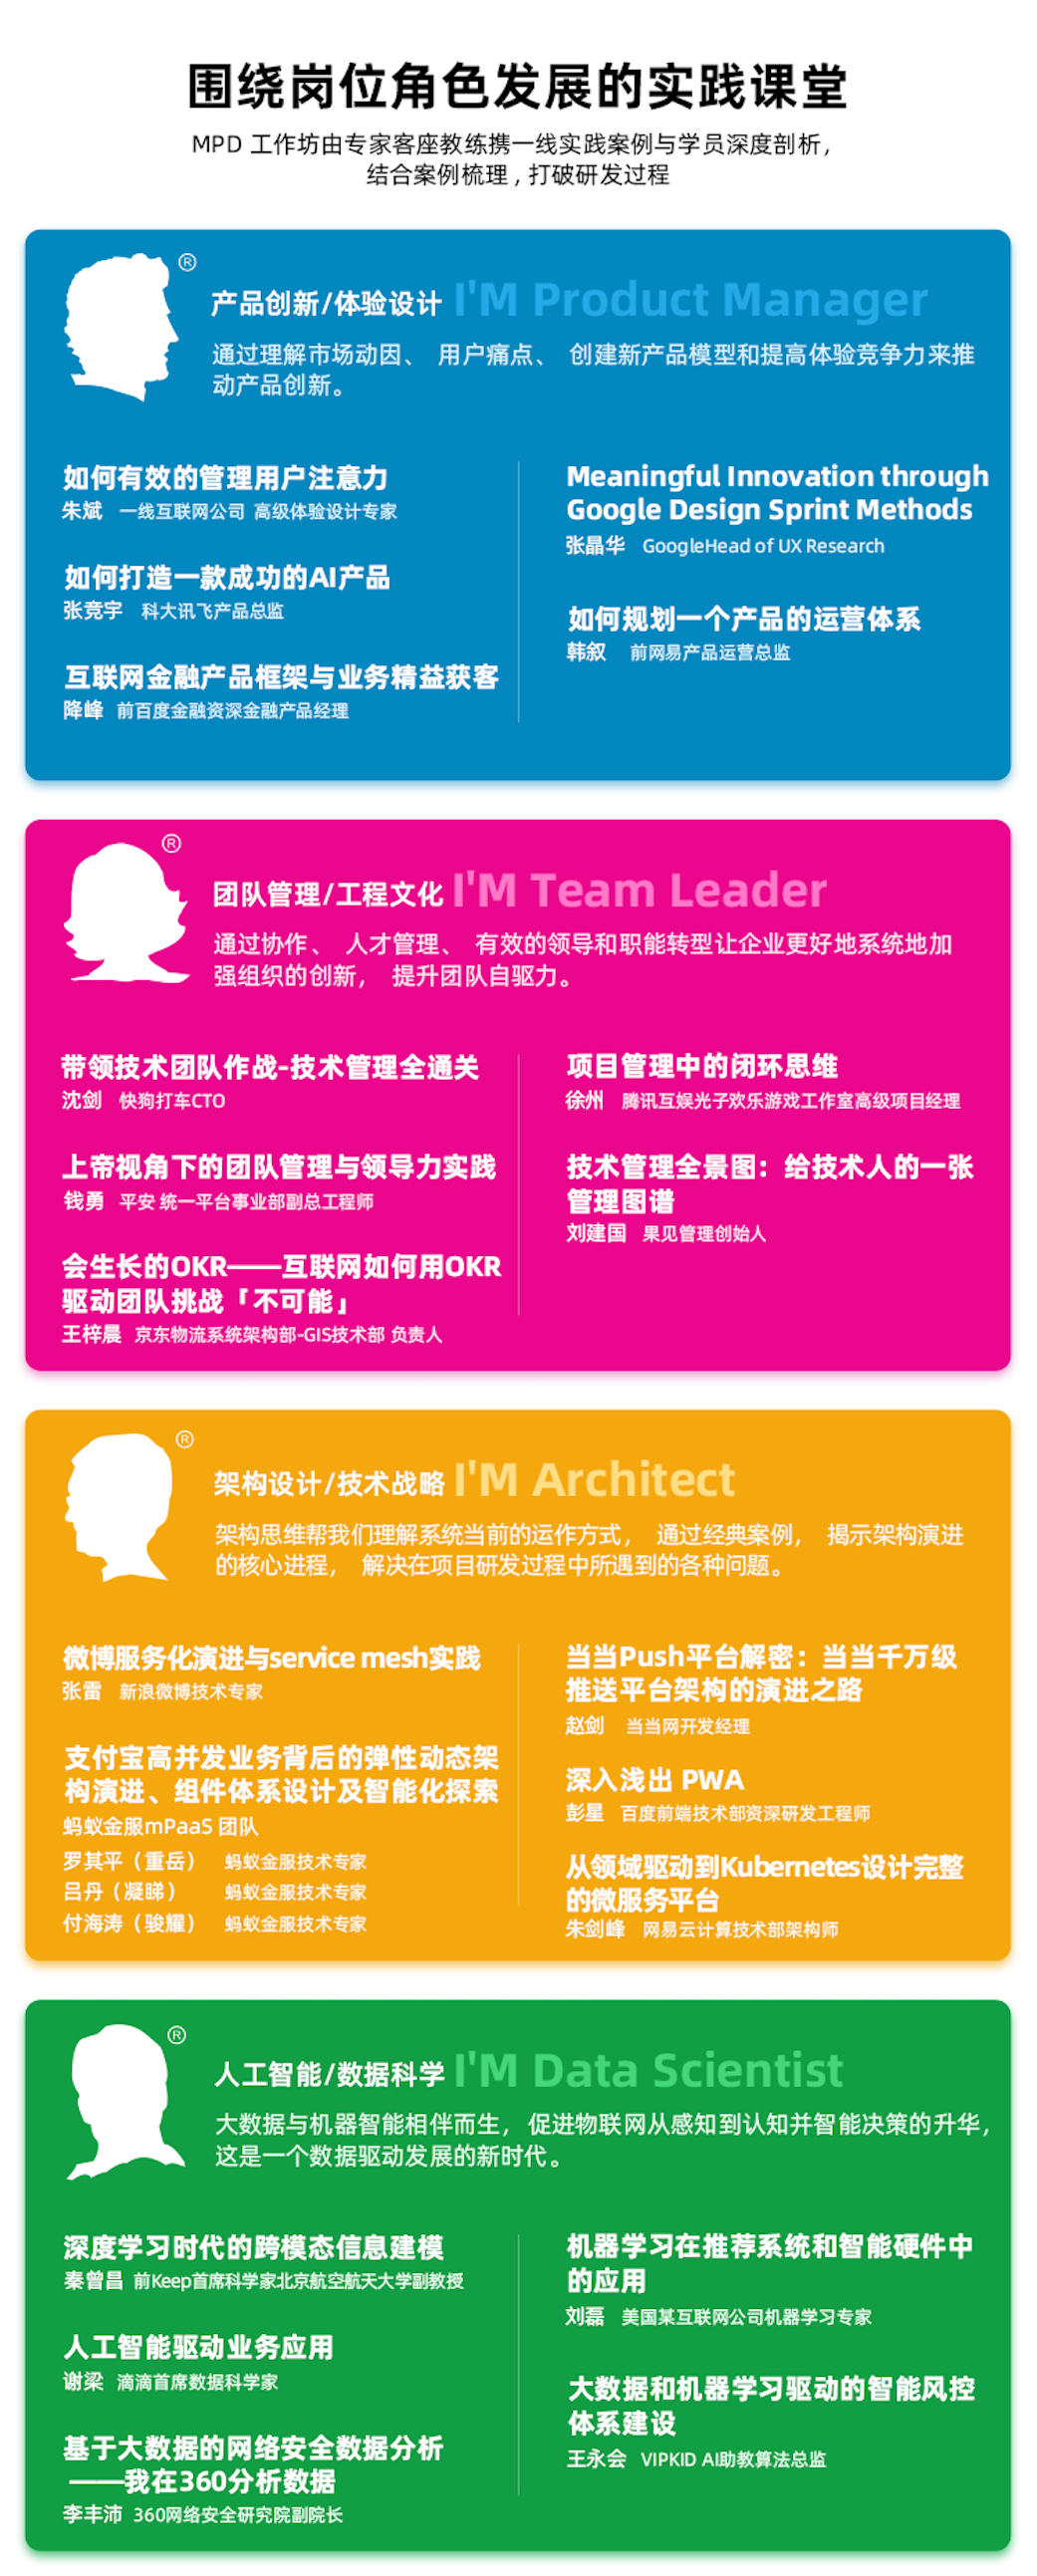 围绕岗位角色发展的实践课堂
MPD 工作坊由专家客座教练携一线实践案例与学员深度剖析，
结合案例梳理，打破研发过程
®
产品创新/体验设计 I'M Product Manager
通过理解市场动因、 用户痛点、 创建新产品模型和提高体验竞争力来推
动产品创新。
如何有效的管理用户注意力
朱斌 一线互联网公司 高级体验设计专家
如何打造一款成功的AI产品
张竞宇 科大讯飞产品总监
互联网金融产品框架与业务精益获客
降峰 前百度金融资深金融产品经理
Meaningful Innovation through
Google Design Sprint Methods
张晶华 GoogleHead of UX Research
如何规划一个产品的运营体系
韩叙 前网易产品运营总监
®
团队管理/工程文化 I'M Team Leader
通过协作、 人才管理、 有效的领导和职能转型让企业更好地系统地加
强组织的创新， 提升团队自驱力。
带领技术团队作战-技术管理全通关
沈剑 快狗打车CTO
上帝视角下的团队管理与领导力实践
钱勇 平安 统一平台事业部副总工程师
会生长的OKR——互联网如何用OKR
驱动团队挑战「不可能」
王梓晨 京东物流系统架构部-GIS技术部 负责人
项目管理中的闭环思维
徐州 腾讯互娱光子欢乐游戏工作室高级项目经理
技术管理全景图：给技术人的一张
管理图谱
刘建国 果见管理创始人
®
架构设计/技术战略 I'M Architect
架构思维帮我们理解系统当前的运作方式， 通过经典案例， 揭示架构演进
的核心进程， 解决在项目研发过程中所遇到的各种问题。
微博服务化演进与service mesh实践
张雷 新浪微博技术专家
支付宝高并发业务背后的弹性动态架
构演进、组件体系设计及智能化探索
蚂蚁金服mPaaS 团队
罗其平（重岳） 蚂蚁金服技术专家
吕丹（凝睇） 蚂蚁金服技术专家
付海涛（骏耀） 蚂蚁金服技术专家
当当Push平台解密：当当千万级
推送平台架构的演进之路
赵剑 当当网开发经理
深入浅出 PWA
彭星 百度前端技术部资深研发工程师
从领域驱动到Kubernetes设计完整
的微服务平台
朱剑峰 网易云计算技术部架构师
®
人工智能/数据科学 I'M Data Scientist
大数据与机器智能相伴而生，促进物联网从感知到认知并智能决策的升华，
这是一个数据驱动发展的新时代。
深度学习时代的跨模态信息建模
秦曾昌 前Keep首席科学家北京航空航天大学副教授
人工智能驱动业务应用
谢梁 滴滴首席数据科学家
基于大数据的网络安全数据分析
——我在360分析数据
李丰沛 360网络安全研究院副院长
机器学习在推荐系统和智能硬件中
的应用
刘磊 美国某互联网公司机器学习专家
大数据和机器学习驱动的智能风控
体系建设
王永会 VIPKID AI助教算法总监